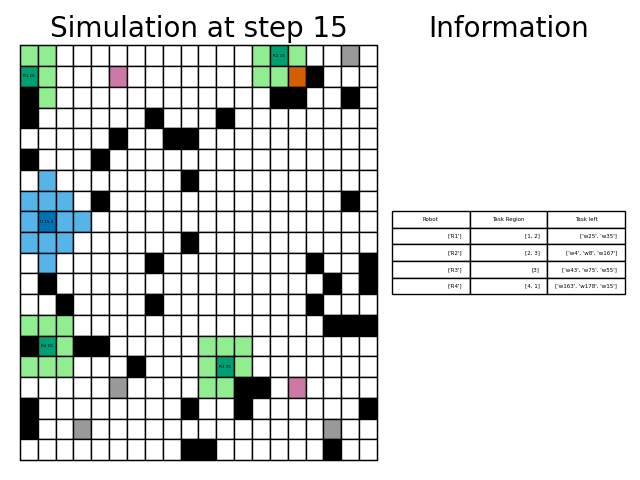 Simulation at step 15
Information
Robot Task Region Task left
['R1'] [1, 2] ['w25', 'w35']
['R2'] [2, 3] ['w4', 'w8', 'w167']
['R3'] [3] ['w43', 'w75', 'w55']
['R4'] [4, 1] ['w163', 'w178', 'w15']